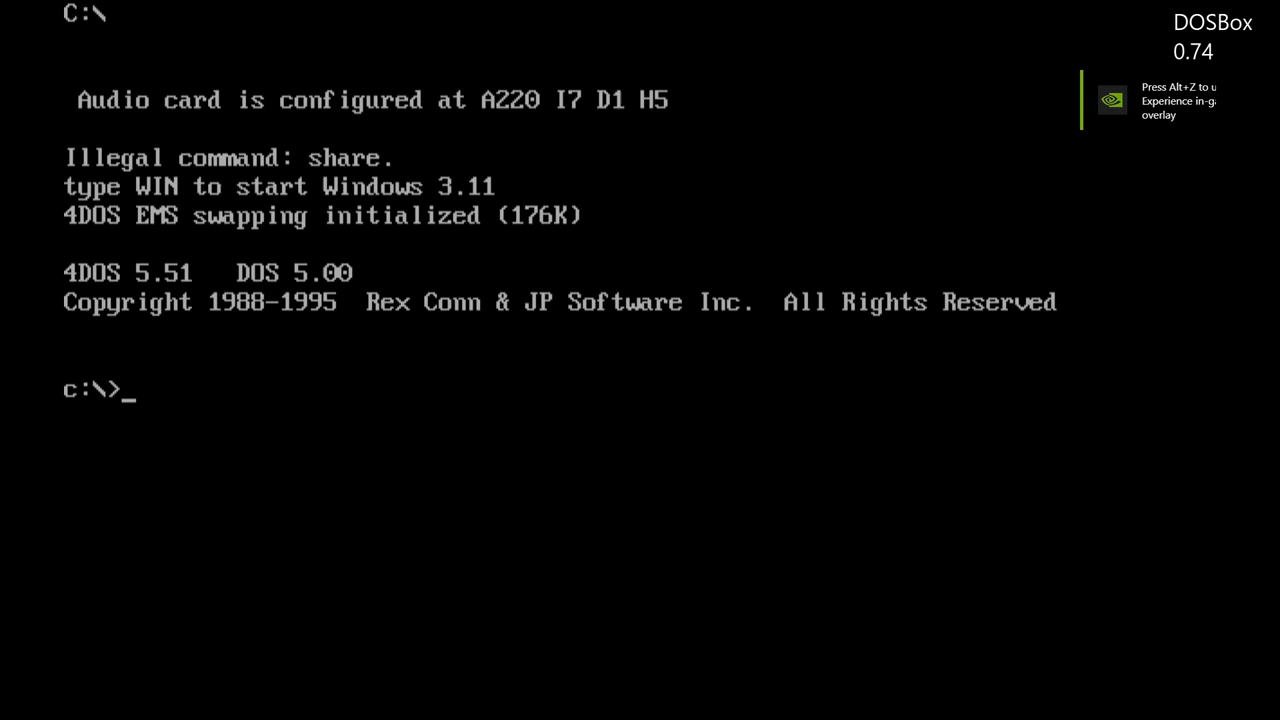 C:\
DOSBox
0.74
Audio card is configured at A220 I7 D1 H5
Press Alt+Z to
Experience
overlay
Illegal command: share.
type WIN to start Windows 3.11
4DOS EMS swapping initialized (176K)
4DOS 5.51   DOS 5.00
Copyright 1988-1995  Rex Conn & JP Software Inc.  All Rights Reserved
c:\>_